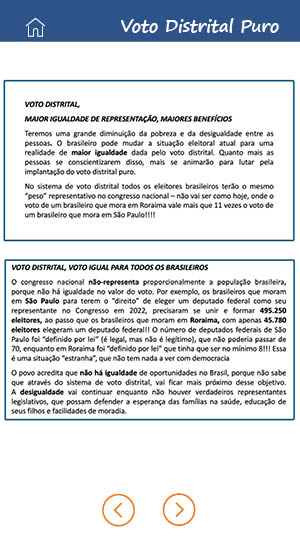 Voto Distrital Puro
VOTO DISTRITAL,
MAIOR IGUALDADE DE REPRESENTAÇÃO, MAIORES BENEFÍCIOS
Teremos uma grande diminuição da pobreza e da desigualdade entre as
pessoas. O brasileiro pode mudar a situação eleitoral atual para uma
realidade de maior igualdade dada pelo voto distrital. Quanto mais as
pessoas se conscientizarem disso, mais se animarão para lutar pela
implantação do voto distrital puro.
No sistema de voto distrital todos os eleitores brasileiros terão o mesmo
"peso" representativo no congresso nacional – não vai ser como hoje, onde o
voto de um brasileiro que mora em Roraima vale mais que 11 vezes o voto de
um brasileiro que mora em São Paulo!!!!
VOTO DISTRITAL, VOTO IGUAL PARA TODOS OS BRASILEIROS
O congresso nacional não-representa proporcionalmente a população brasileira,
porque não há igualdade no valor do voto. Por exemplo, os brasileiros que moram
em São Paulo para terem o "direito" de eleger um deputado federal como seu
representante no Congresso em 2022, precisaram se unir e formar 495.250
eleitores, ao passo que os brasileiros que moram em Roraima, com apenas 45.780
eleitores elegeram um deputado federal!! O número de deputados federais de São
Paulo foi "definido por lei" (é legal, mas não é legítimo), que não poderia passar de
70, enquanto em Roraima foi "definido por lei" que tinha que ser no mínimo 8!!! Essa
é uma situação "estranha", que não tem nada a ver com democracia
O povo acredita que não há igualdade de oportunidades no Brasil, porque não sabe
que através do sistema de voto distrital, vai ficar mais próximo desse objetivo.
A desigualdade vai continuar enquanto não houver verdadeiros representantes
legislativos, que possam defender a esperança das famílias na saúde, educação de
seus filhos e facilidades de moradia.